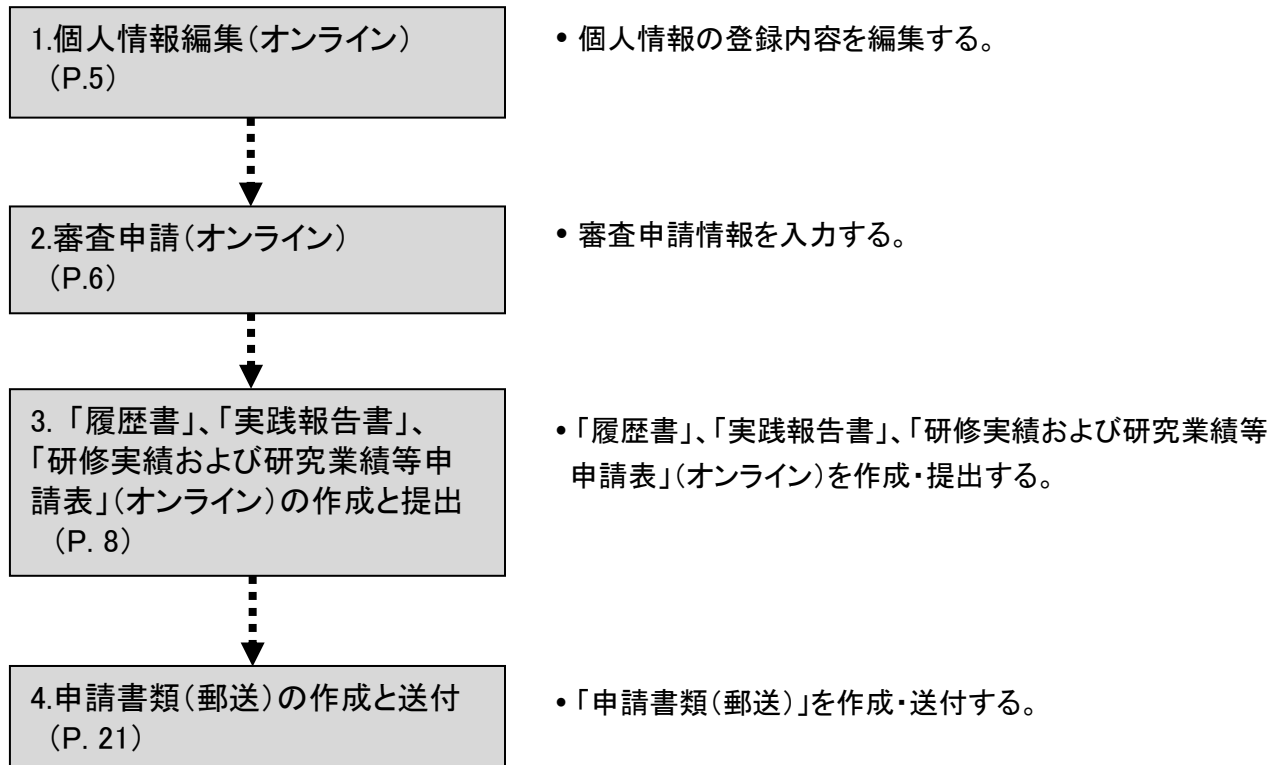 1.個人情報編集（オンライン）
（P.5）
• 個人情報の登録内容を編集する。
2.審査申請（オンライン）
（P.6）
• 審査申請情報を入力する。
3. 「履歴書」、「実践報告書」、
「研修実績および研究業績等申
請表」（オンライン）の作成と提出
（P. 8）
• 「履歴書」、「実践報告書」、「研修実績および研究業績等
申請表」（オンライン）を作成・提出する。
4.申請書類（郵送）の作成と送付
（P. 21）
• 「申請書類（郵送）」を作成・送付する。